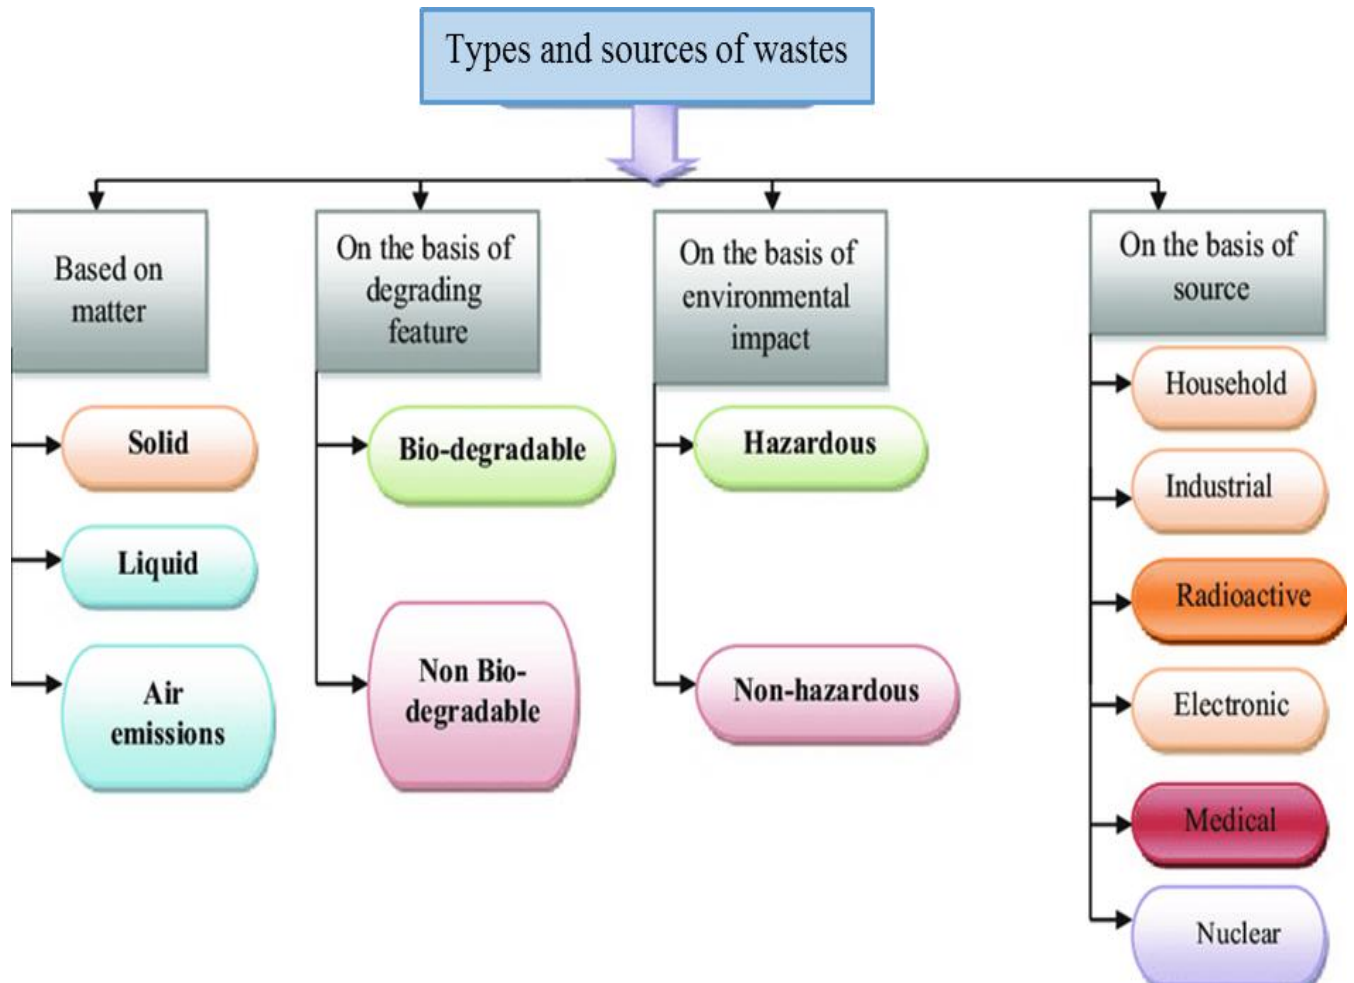 Types and sources of wastes
Based on
matter
Solid
Liquid
Air
emissions
On the basis of
degrading
feature
Bio-degradable
Non Bio-
degradable
On the basis of
environmental
impact
Hazardous
Non-hazardous
On the basis of
source
Household
Industrial
Radioactive
Electronic
Medical
Nuclear